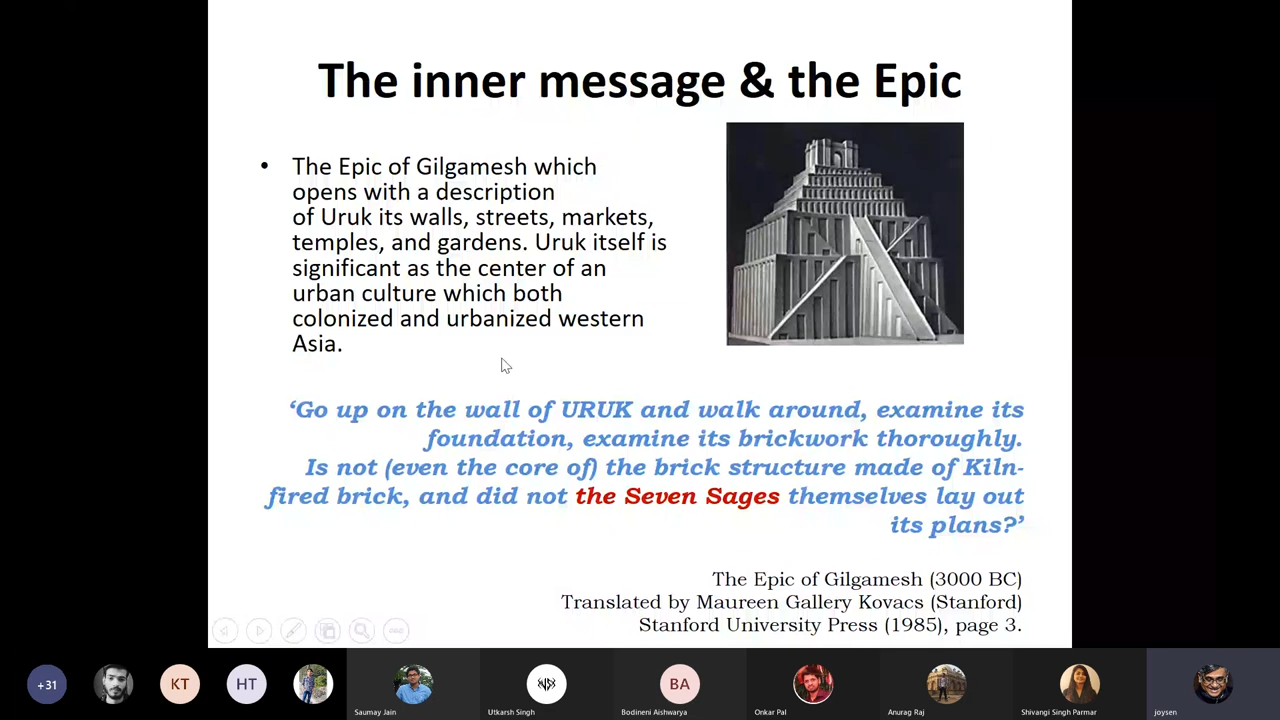 The inner message & the Epic
• The Epic of Gilgamesh which
opens with a description
of Uruk its walls, streets, markets,
temples, and gardens. Uruk itself is
significant as the center of an
urban culture which both
colonized and urbanized western
Asia.
‘Go up on the wall of URUK and walk around, examine its
foundation, examine its brickwork thoroughly.
Is not (even the core of) the brick structure made of Kiln-
fired brick, and did not the Seven Sages themselves lay out
its plans?’
The Epic of Gilgamesh (3000 BC)
Translated by Maureen Gallery Kovacs (Stanford)
Stanford University Press (1985), page 3.
+31
KT
HT
BA
Saumay Jain
Utkarsh Singh
Bodineni Aishwarya
Onkar Pal
Anurag Raj
Shivangi Singh Parmar
joysen